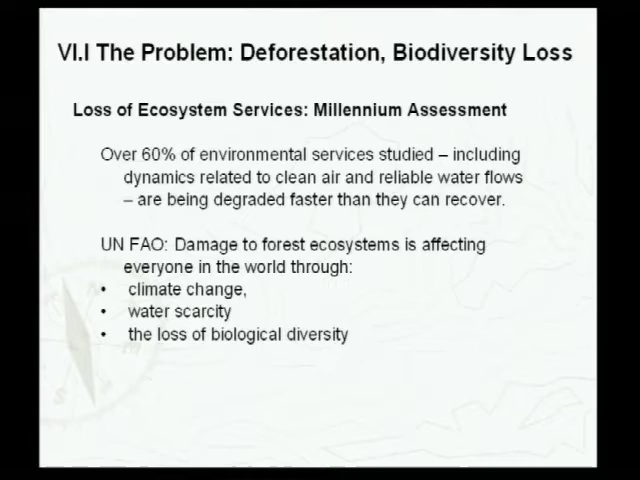 VI.I The Problem: Deforestation, Biodiversity Loss
Loss of Ecosystem Services: Millennium Assessment
Over 60% of environmental services studied – including
dynamics related to clean air and reliable water flows
– are being degraded faster than they can recover.
UN FAO: Damage to forest ecosystems is affecting
everyone in the world through:
• climate change,
• water scarcity
• the loss of biological diversity